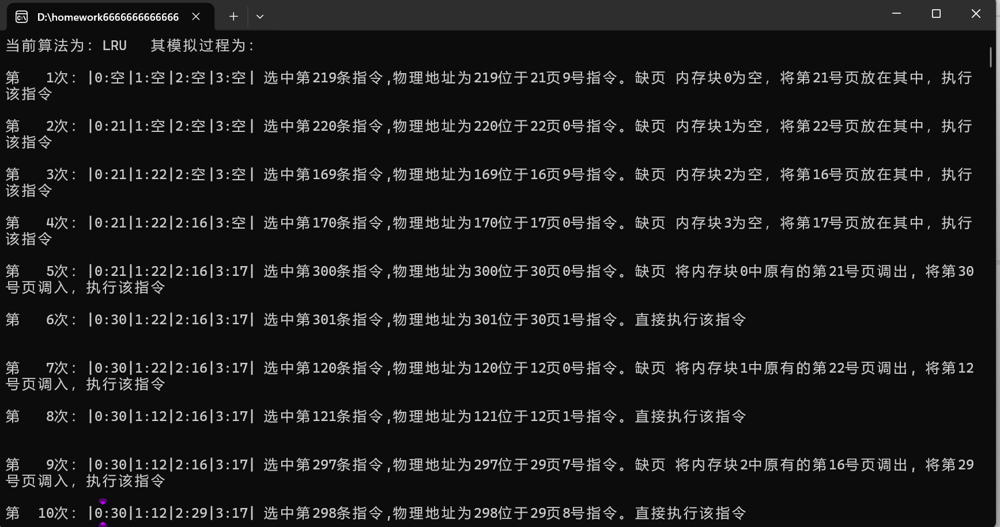 D:\homework6666666666666
当前算法为：LRU   其模拟过程为：
第   1次：|0:空|1:空|2:空|3:空| 选中第219条指令,物理地址为219位于21页9号指令。缺页 内存块0为空，将第21号页放在其中，执行
该指令
第   2次：|0:21|1:空|2:空|3:空| 选中第220条指令,物理地址为220位于22页0号指令。缺页 内存块1为空，将第22号页放在其中，执行
该指令
第   3次：|0:21|1:22|2:空|3:空| 选中第169条指令,物理地址为169位于16页9号指令。缺页 内存块2为空，将第16号页放在其中，执行
该指令
第   4次：|0:21|1:22|2:16|3:空| 选中第170条指令,物理地址为170位于17页0号指令。缺页 内存块3为空，将第17号页放在其中，执行
该指令
第   5次：|0:21|1:22|2:16|3:17| 选中第300条指令,物理地址为300位于30页0号指令。缺页 将内存块0中原有的第21号页调出，将第30
号页调入，执行该指令
第   6次：|0:30|1:22|2:16|3:17| 选中第301条指令,物理地址为301位于30页1号指令。直接执行该指令
第   7次：|0:30|1:22|2:16|3:17| 选中第120条指令,物理地址为120位于12页0号指令。缺页 将内存块1中原有的第22号页调出，将第12
号页调入，执行该指令
第   8次：|0:30|1:12|2:16|3:17| 选中第121条指令,物理地址为121位于12页1号指令。直接执行该指令
第   9次：|0:30|1:12|2:16|3:17| 选中第297条指令,物理地址为297位于29页7号指令。缺页 将内存块2中原有的第16号页调出，将第29
号页调入，执行该指令
第  10次：|0:30|1:12|2:29|3:17| 选中第298条指令,物理地址为298位于29页8号指令。直接执行该指令